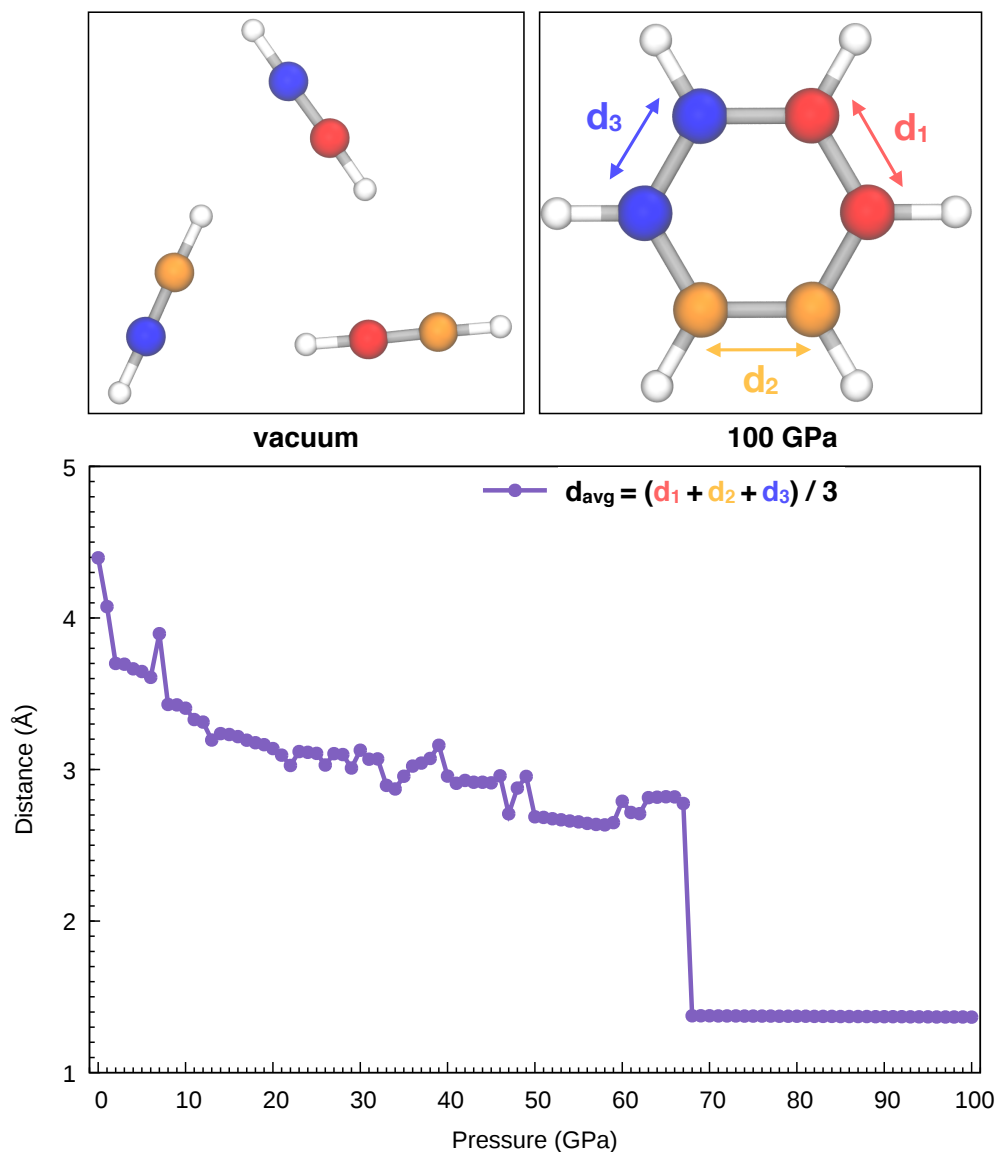 d₃
d₁
d₂
vacuum
100 GPa
d_avg = (d₁ + d₂ + d₃) / 3
Distance (Å)
5
4
3
2
1
0 10 20 30 40 50 60 70 80 90 100
Pressure (GPa)